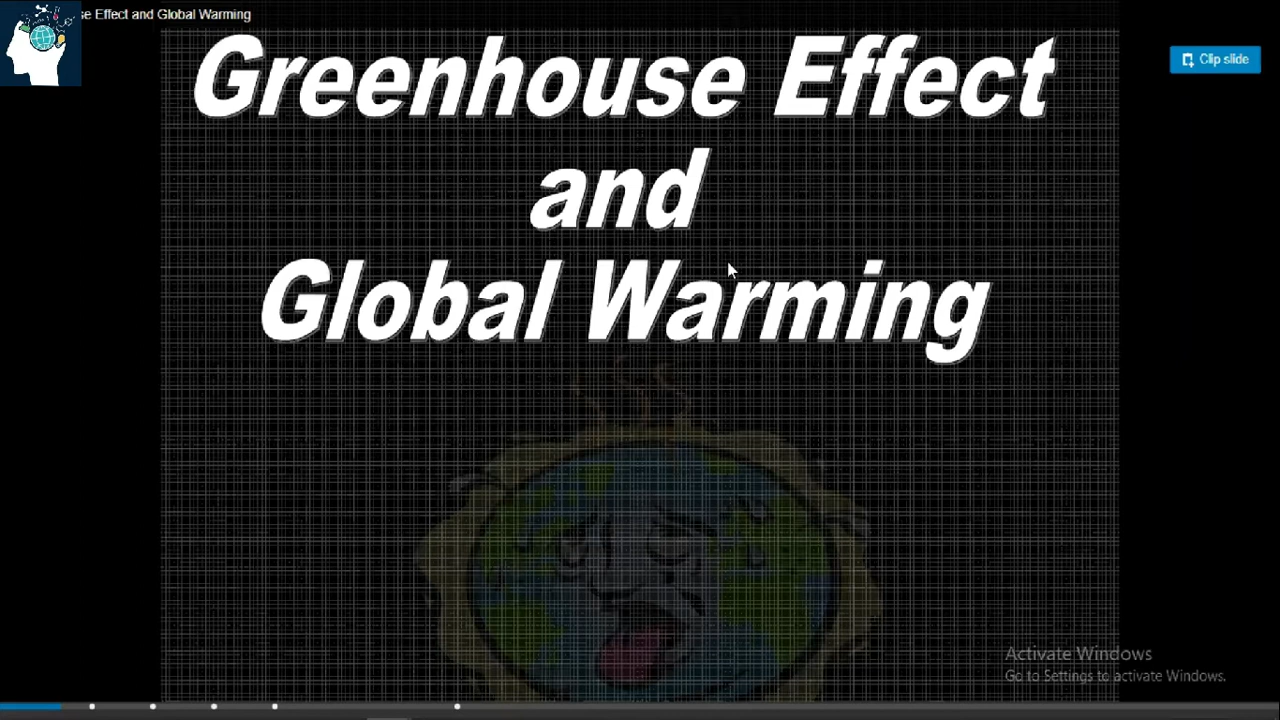 se Effect and Global Warming
Clip slide
Greenhouse Effect
and
Global Warming
Activate Windows
Go to Settings to activate Windows.